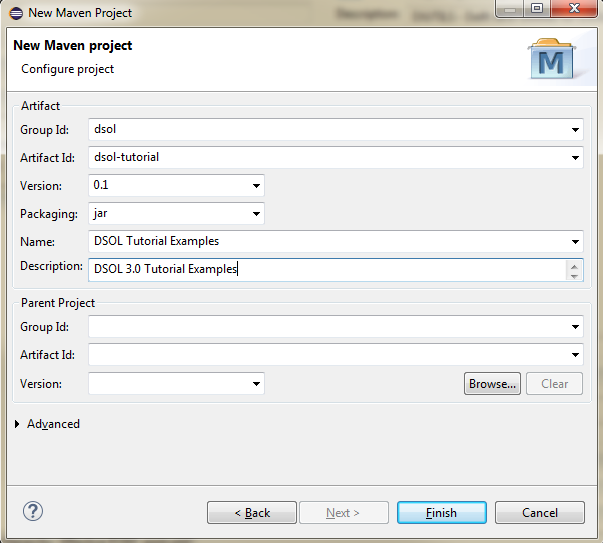 New Maven Project
New Maven project
Configure project
M
Artifact
Group Id: dsol
Artifact Id: dsol-tutorial
Version: 0.1
Packaging: jar
Name: DSOL Tutorial Examples
Description: DSOL 3.0 Tutorial Examples
Parent Project
Group Id:
Artifact Id:
Version: Browse... Clear
Advanced
? < Back Next > Finish Cancel